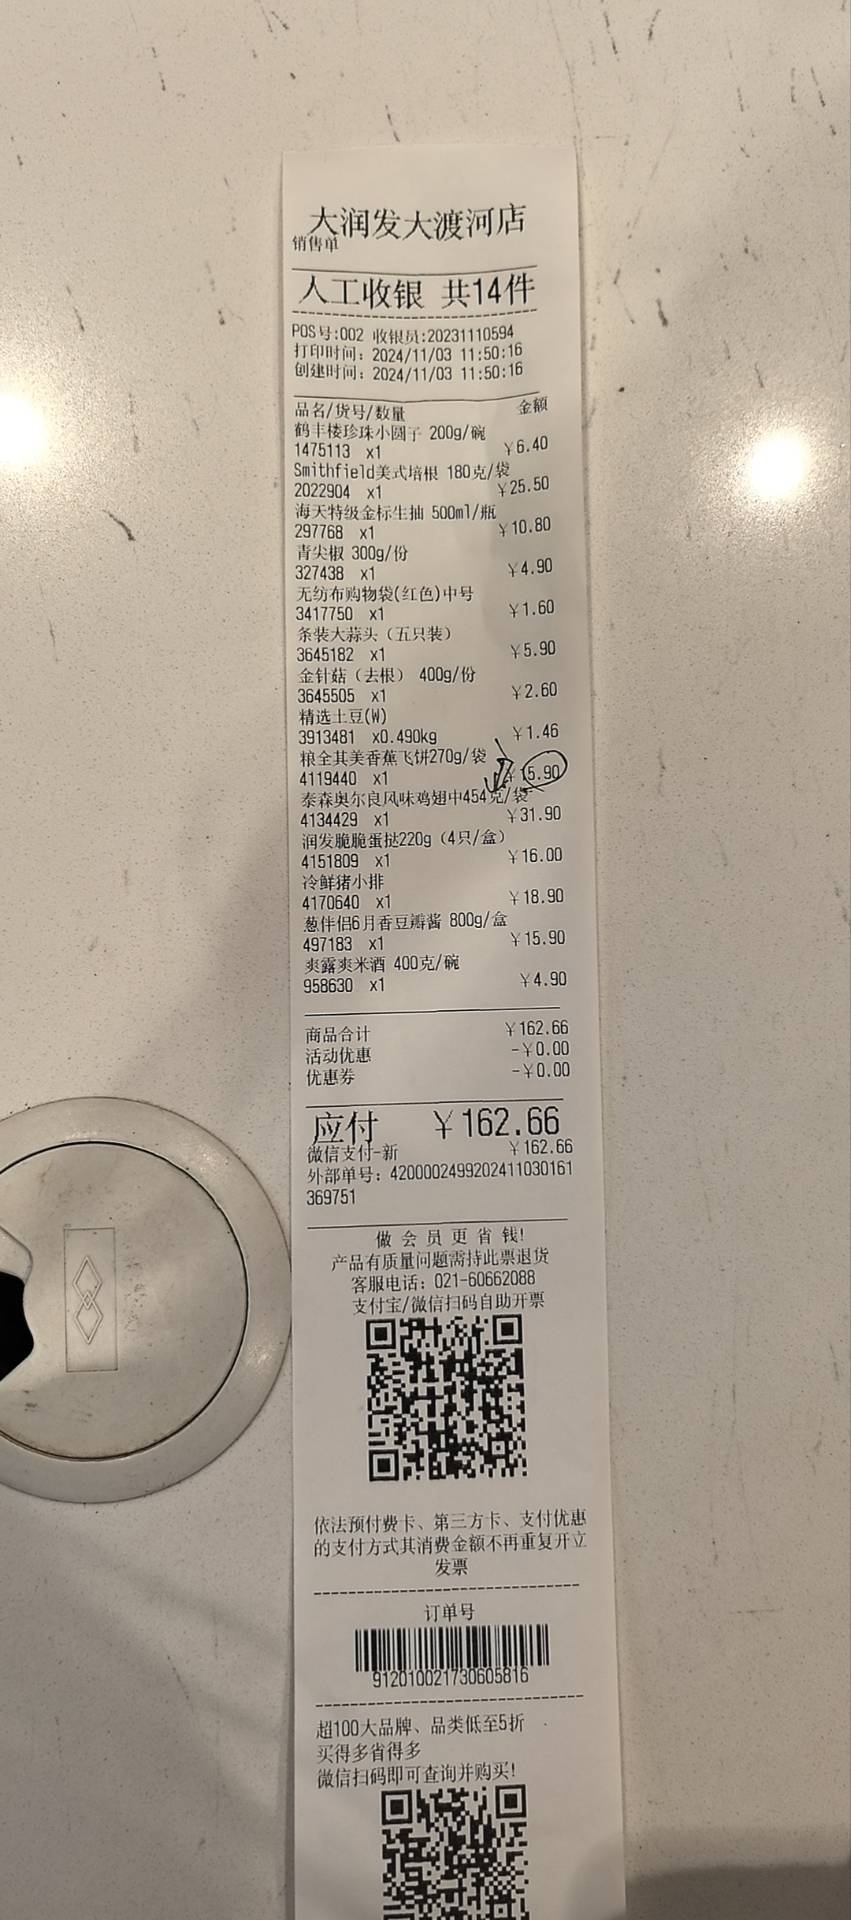 大润发大渡河店
销售单
人工收银 共14件
POS号:002 收银员:20231110594
打印时间: 2024/11/03 11:50:16
创建时间: 2024/11/03 11:50:16
品名/货号/数量 金额
鹤丰楼珍珠小圆子 200g/碗
1475113 x1 ￥6.40
Smithfield美式培根 180克/袋
2022904 x1 ￥25.50
海天特级金标生抽 500ml/瓶
297768 x1 ￥10.80
青尖椒 300g/份
327438 x1 ￥4.90
无纺布购物袋(红色)中号
3417750 x1 ￥1.60
条装大蒜头（五只装）
3645182 x1 ￥5.90
金针菇（去根） 400g/份
3645505 x1 ￥2.60
精选土豆(W)
3913481 x0.490kg ￥1.46
粮全其美香蕉飞饼270g/袋
4119440 x1 ￥15.90
泰森奥尔良风味鸡翅中454克/袋
4134429 x1 ￥31.90
润发脆脆蛋挞220g（4只/盒）
4151809 x1 ￥16.00
冷鲜猪小排
4170640 x1 ￥18.90
葱伴侣6月香豆瓣酱 800g/盒
497183 x1 ￥15.90
爽露爽米酒 400克/碗
958630 x1 ￥4.90
商品合计 ￥162.66
活动优惠 -￥0.00
优惠券 -￥0.00
应付 ￥162.66
微信支付-新 ￥162.66
外部单号: 4200002499202411030161
369751
做会员更省钱!
产品有质量问题需持此票退货
客服电话: 021-60662088
支付宝/微信扫码自助开票
依法预付费卡、第三方卡、支付优惠
的支付方式其消费金额不再重复开立
发票
订单号
912010021730605816
超100大品牌、品类低至5折
买得多省得多
微信扫码即可查询并购买!